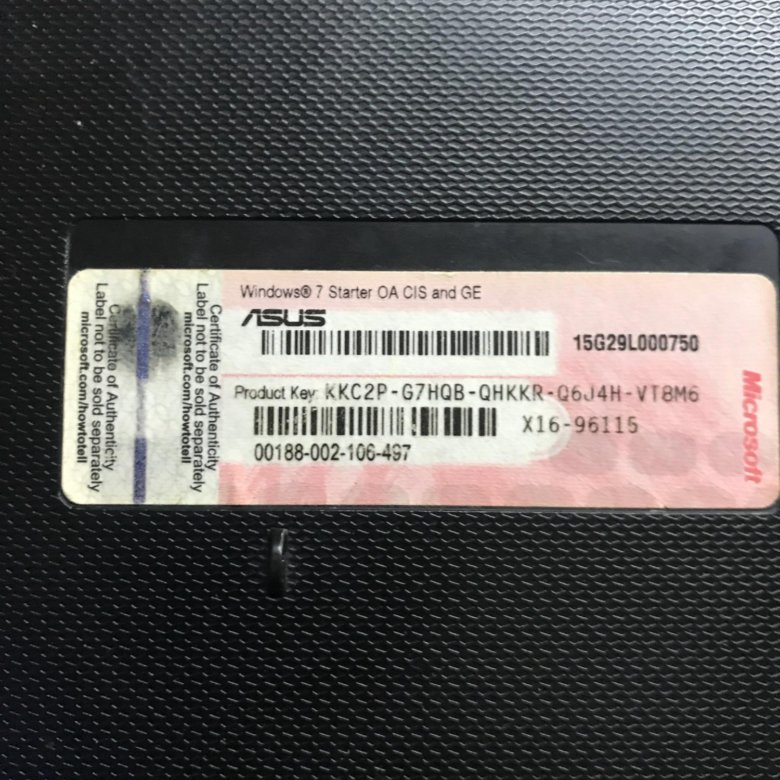 Windows® 7 Starter OA CIS and GE
ASUS
15G29L000750
Product Key: KKC2P-G7HQB-QHKKR-Q6J4H-VT8M6
X16-96115
00188-002-106-497
Microsoft
Certificate of Authenticity
Label not to be sold separately
microsoft.com/howtotell
Certificate of Authenticity
Label not to be sold separately
microsoft.com/howtotell